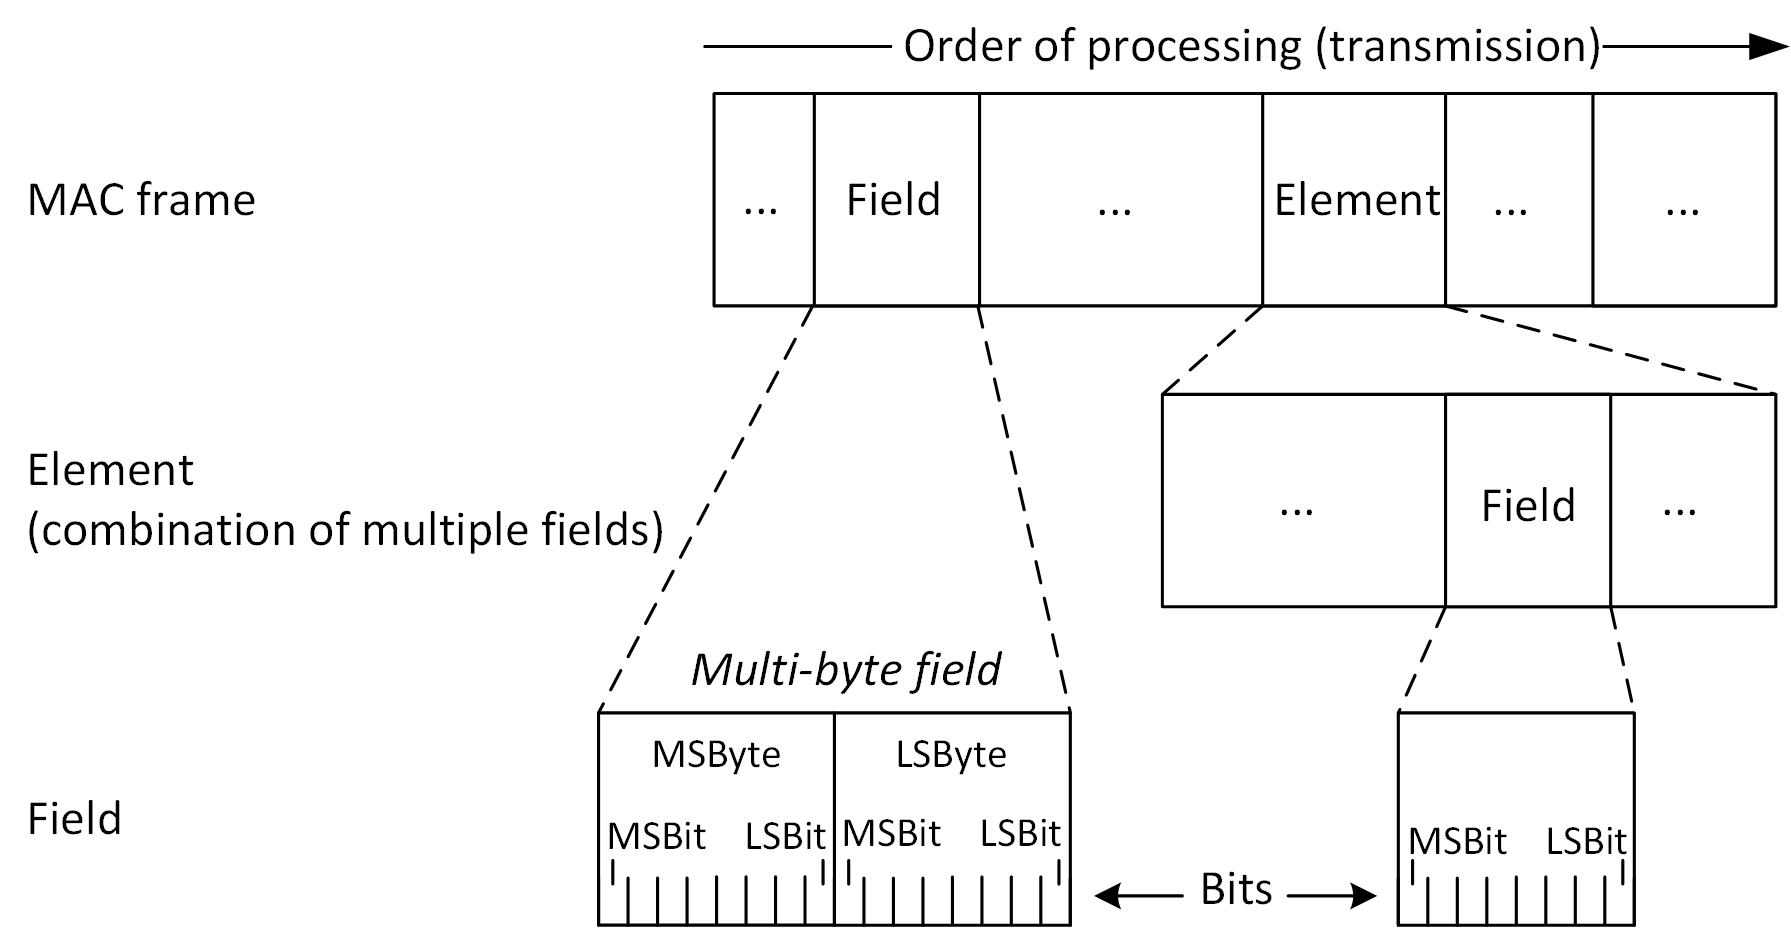 Order of processing (transmission)
MAC frame
... Field ... Element ... ...
Element
(combination of multiple fields)
... Field ...
Multi-byte field
MSByte LSByte
Field
MSBit LSBit MSBit LSBit MSBit LSBit
Bits